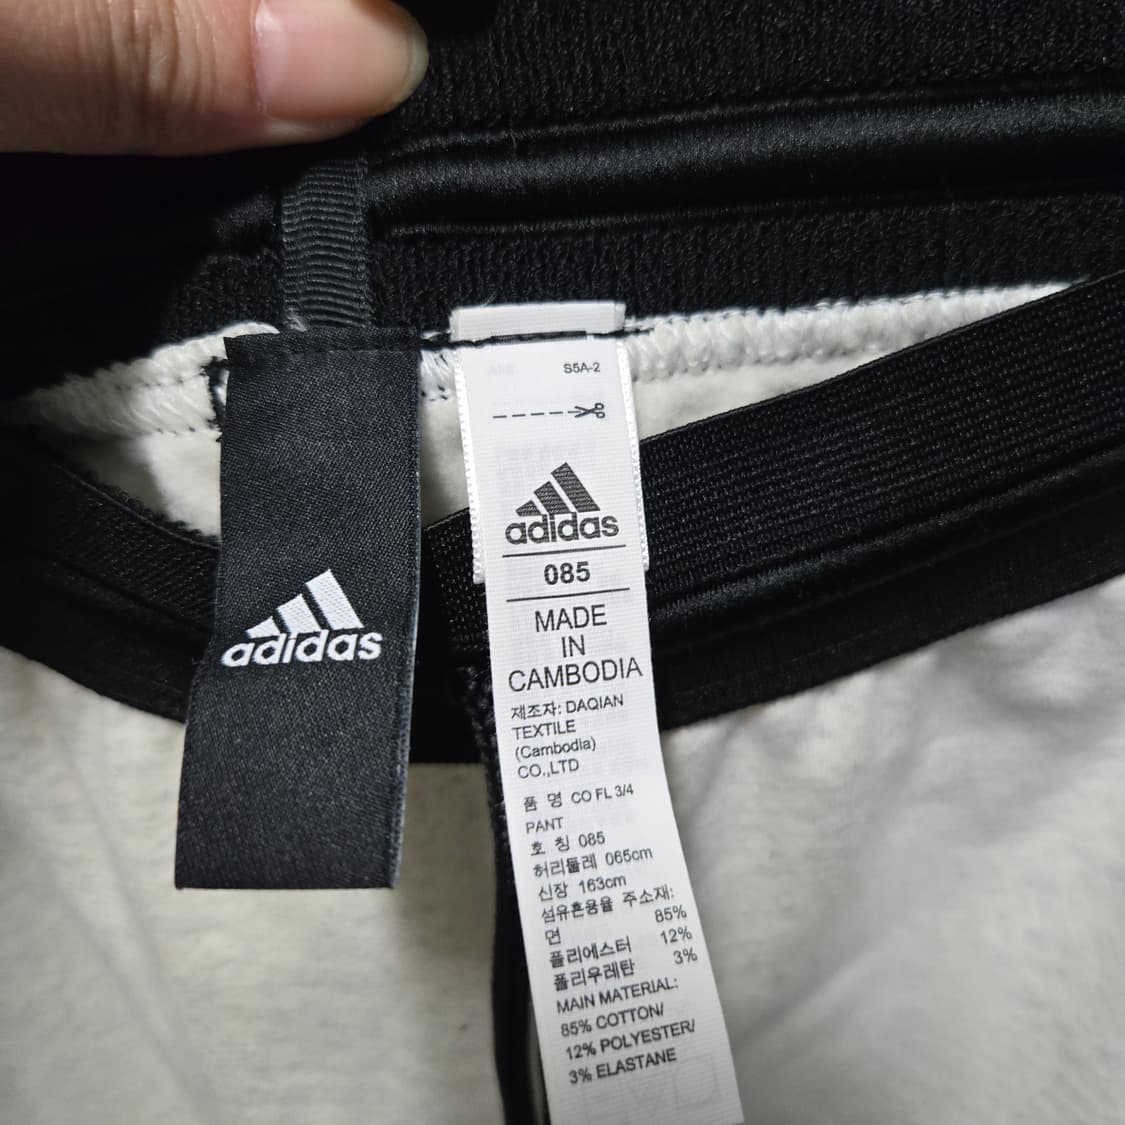 adidas
S5A-2
adidas
085
MADE
IN
CAMBODIA
제조자: DAQIAN
TEXTILE
(Cambodia)
CO.,LTD
품 명 CO FL 3/4
PANT
호 칭 085
허리둘레 065cm
신장 163cm
섬유혼용율 주소재:
면 85%
폴리에스터 12%
폴리우레탄 3%
MAIN MATERIAL:
85% COTTON/
12% POLYESTER/
3% ELASTANE